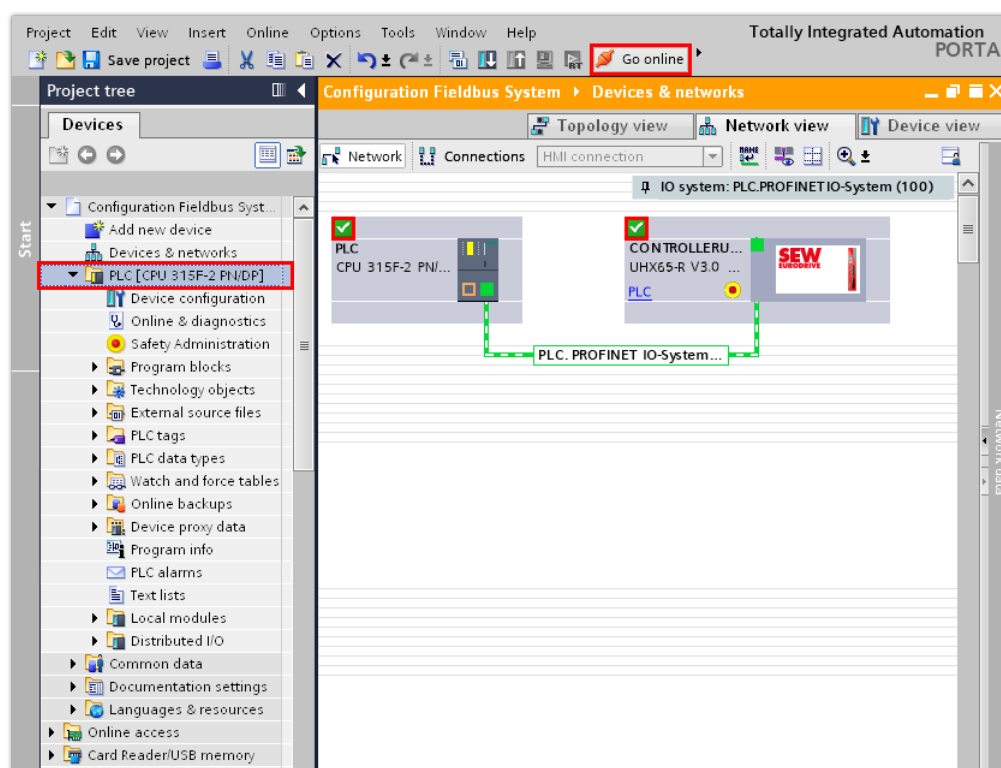 Project Edit View Insert Online Options Tools Window Help
Totally Integrated Automation
PORTA
Save project
Go online
Project tree
Configuration Fieldbus System Devices & networks
Devices
Topology view Network view Device view
Network Connections HMI connection
IO system: PLC.PROFINET IO-System (100)
Start
Configuration Fieldbus Syst...
Add new device
Devices & networks
PLC [CPU 315F-2 PN/DP]
Device configuration
Online & diagnostics
Safety Administration
Program blocks
Technology objects
External source files
PLC tags
PLC data types
Watch and force tables
Online backups
Device proxy data
Program info
PLC alarms
Text lists
Local modules
Distributed I/O
Common data
Documentation settings
Languages & resources
Online access
Card Reader/USB memory
PLC
CPU 315F-2 PN/...
CONTROLLERU...
UHX65-R V3.0 ...
PLC
SEW
EURODRIVE
PLC. PROFINET IO-System...